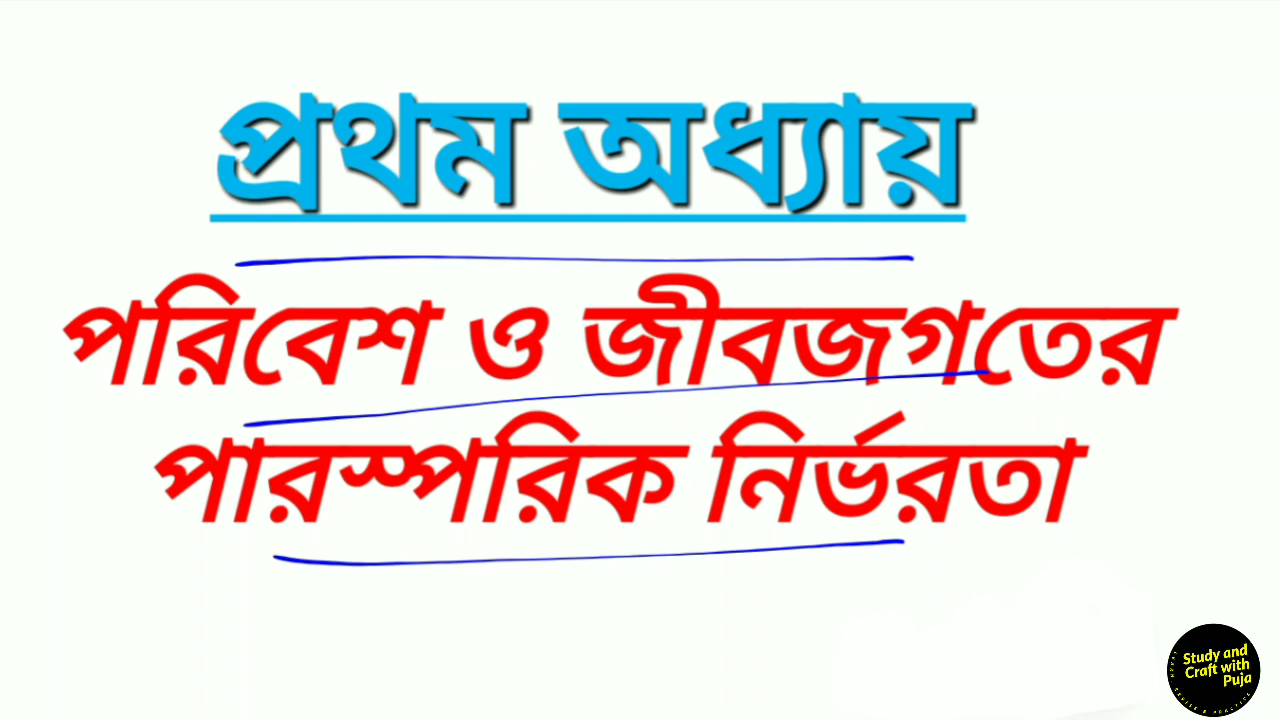 প্রথম অধ্যায়
পরিবেশ ও জীবজগতের
পারস্পরিক নির্ভরতা
Study and
Craft with
Puja